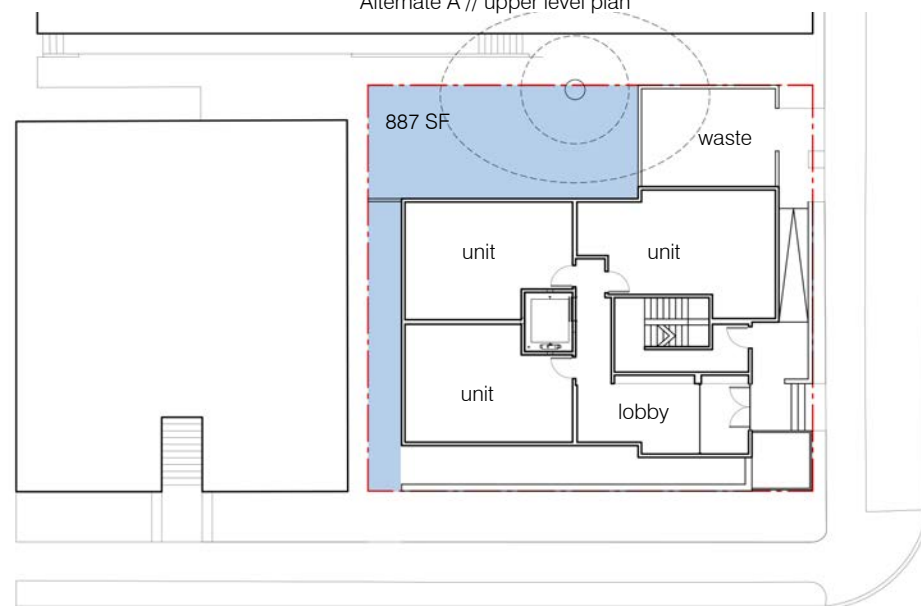 Alternate A // upper level plan
887 SF
waste
unit
unit
unit
lobby